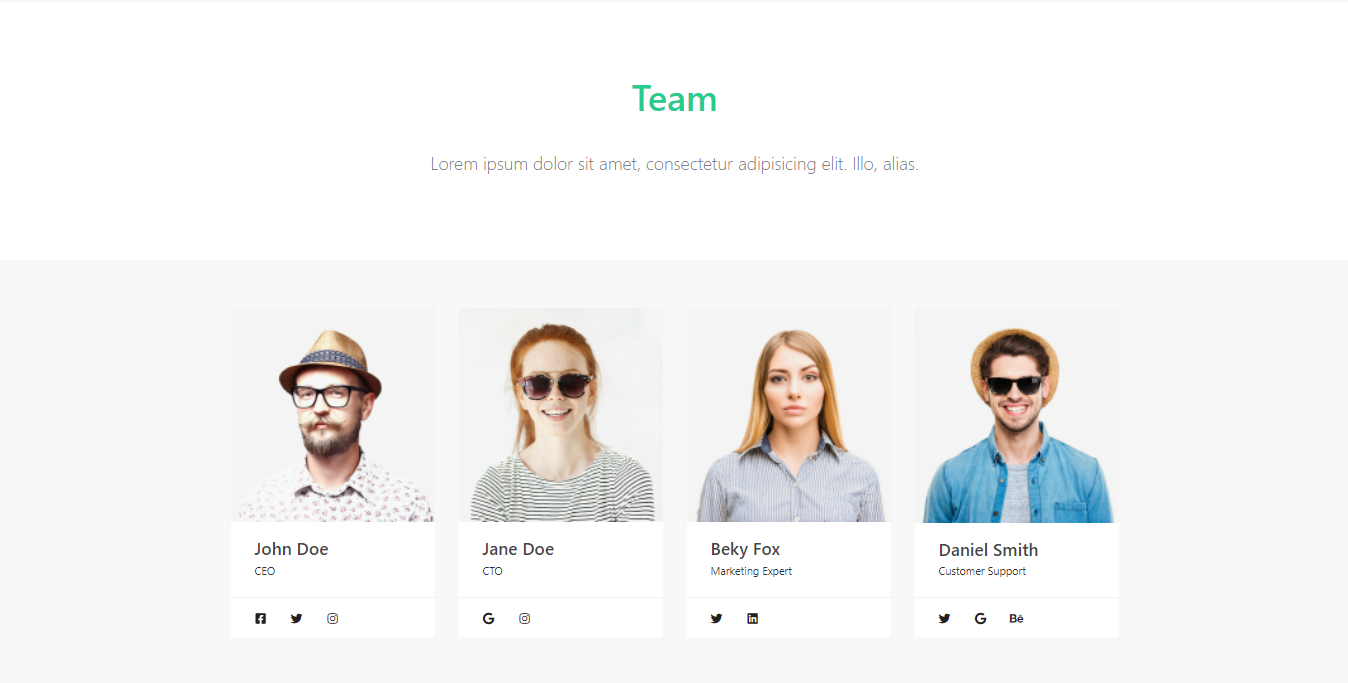 Team
Lorem ipsum dolor sit amet, consectetur adipisicing elit. Illo, alias.
John Doe
CEO
Jane Doe
CTO
Beky Fox
Marketing Expert
Daniel Smith
Customer Support
Bē